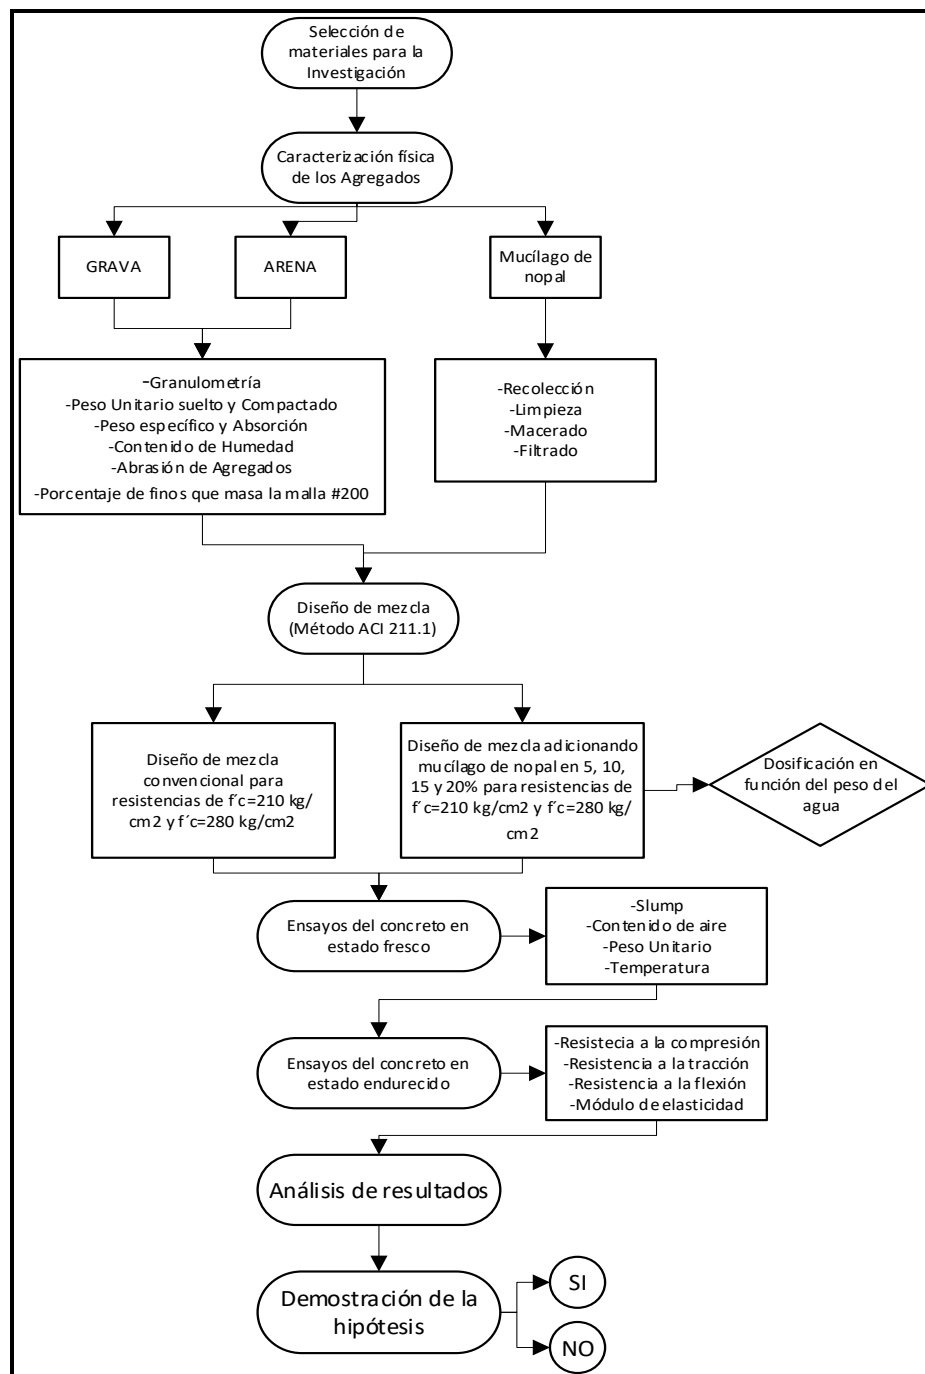 Selección de
materiales para la
Investigación
Caracterización física
de los Agregados
GRAVA
ARENA
Mucílago de
nopal
-Granulometría
-Peso Unitario suelto y Compactado
-Peso específico y Absorción
-Contenido de Humedad
-Abrasión de Agregados
-Porcentaje de finos que masa la malla #200
-Recolección
-Limpieza
-Macerado
-Filtrado
Diseño de mezcla
(Método ACI 211.1)
Diseño de mezcla
convencional para
resistencias de f´c=210 kg/
cm2 y f´c=280 kg/cm2
Diseño de mezcla adicionando
mucílago de nopal en 5, 10,
15 y 20% para resistencias de
f´c=210 kg/cm2 y f´c=280 kg/
cm2
Dosificación en
función del peso del
agua
Ensayos del concreto en
estado fresco
-Slump
-Contenido de aire
-Peso Unitario
-Temperatura
Ensayos del concreto en
estado endurecido
-Resistecia a la compresión
-Resistencia a la tracción
-Resistencia a la flexión
-Módulo de elasticidad
Análisis de resultados
Demostración de la
hipótesis
SI
NO